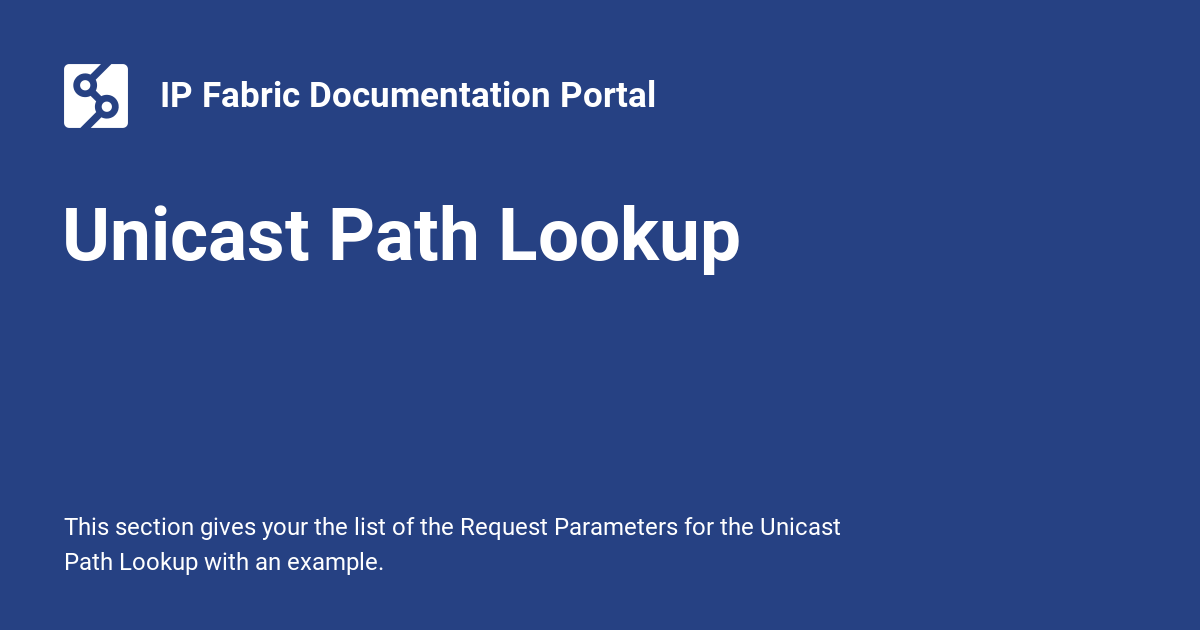 IP Fabric Documentation Portal
Unicast Path Lookup
This section gives your the list of the Request Parameters for the Unicast
Path Lookup with an example.